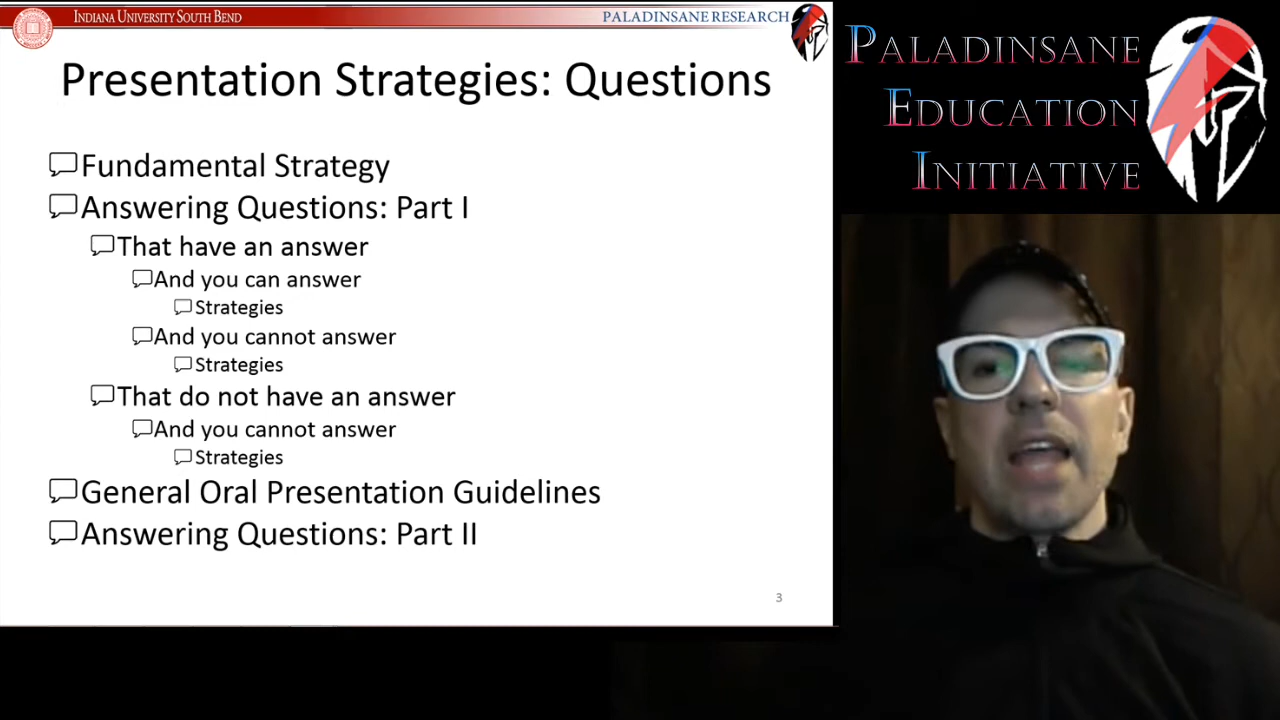 INDIANA UNIVERSITY SOUTH BEND
PALADINSANE RESEARCH
Presentation Strategies: Questions
Fundamental Strategy
Answering Questions: Part I
That have an answer
And you can answer
Strategies
And you cannot answer
Strategies
That do not have an answer
And you cannot answer
Strategies
General Oral Presentation Guidelines
Answering Questions: Part II
3
PALADINSANE
EDUCATION
INITIATIVE